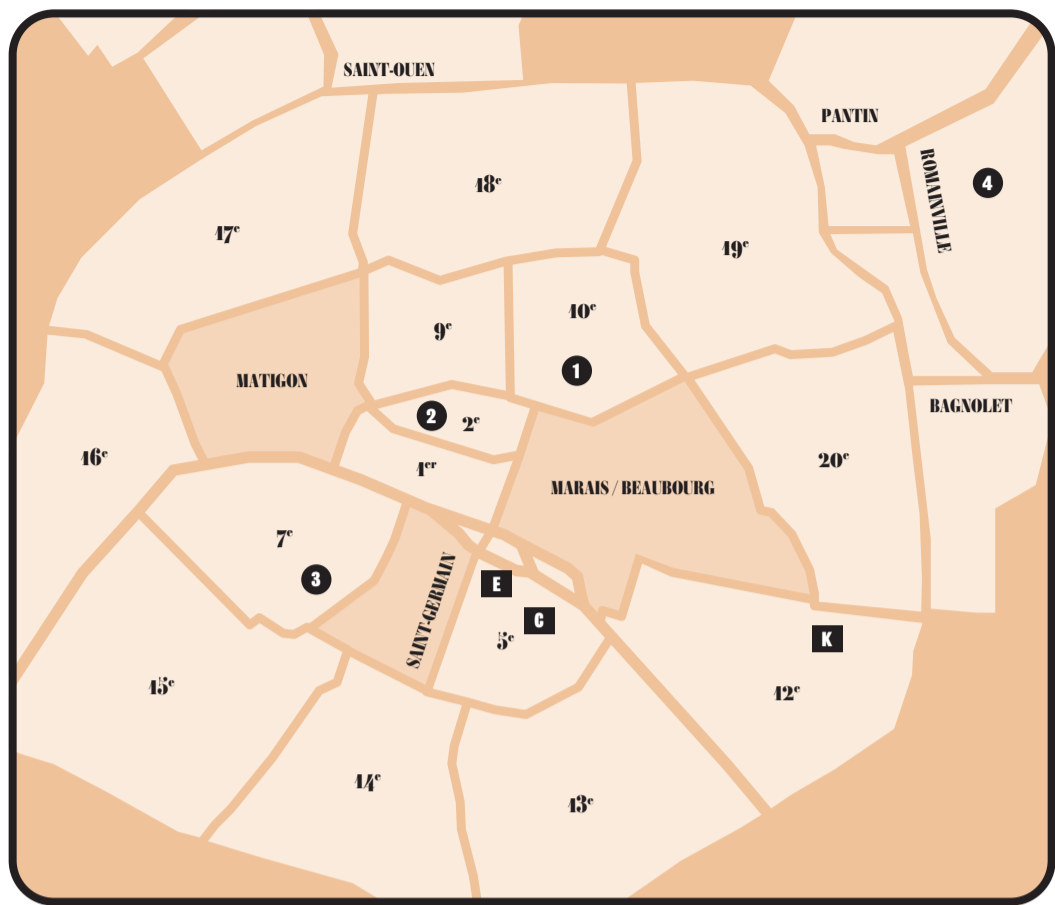 SAINT-OUEN
PANTIN
ROMAINVILLE
4
18e
17e
19e
10e
9e
1
MATIGON
BAGNOLET
2
2e
16e
1er
20e
MARAIS / BEAUBOURG
7e
3
SAINT-GERMAIN
E
C
5e
K
15e
12e
14e
13e